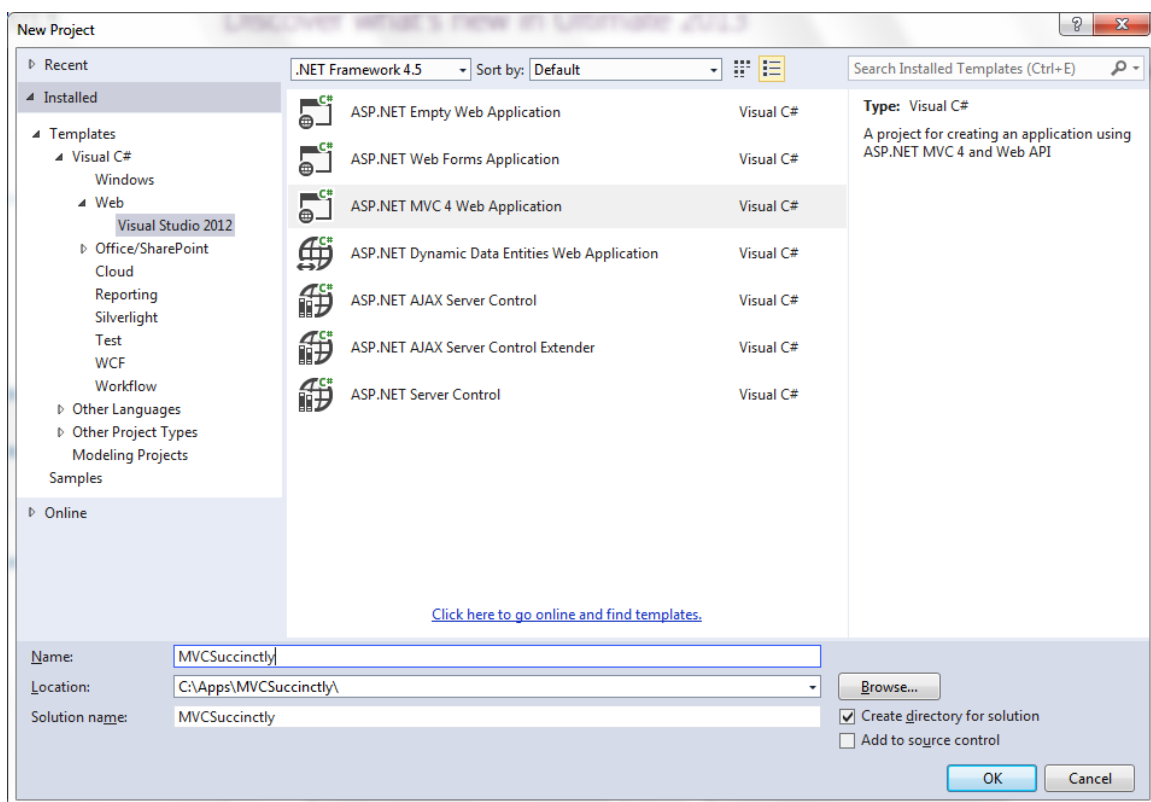 Discover what's new in Ultimate 2013
New Project
Recent
Installed
Templates
Visual C#
Windows
Web
Visual Studio 2012
Office/SharePoint
Cloud
Reporting
Silverlight
Test
WCF
Workflow
Other Languages
Other Project Types
Modeling Projects
Samples
Online
.NET Framework 4.5 Sort by: Default
ASP.NET Empty Web Application Visual C#
ASP.NET Web Forms Application Visual C#
ASP.NET MVC 4 Web Application Visual C#
ASP.NET Dynamic Data Entities Web Application Visual C#
ASP.NET AJAX Server Control Visual C#
ASP.NET AJAX Server Control Extender Visual C#
ASP.NET Server Control Visual C#
Click here to go online and find templates.
Search Installed Templates (Ctrl+E)
Type: Visual C#
A project for creating an application using
ASP.NET MVC 4 and Web API
Name: MVCSuccinctly
Location: C:\Apps\MVCSuccinctly\ Browse...
Solution name: MVCSuccinctly Create directory for solution
Add to source control
OK Cancel